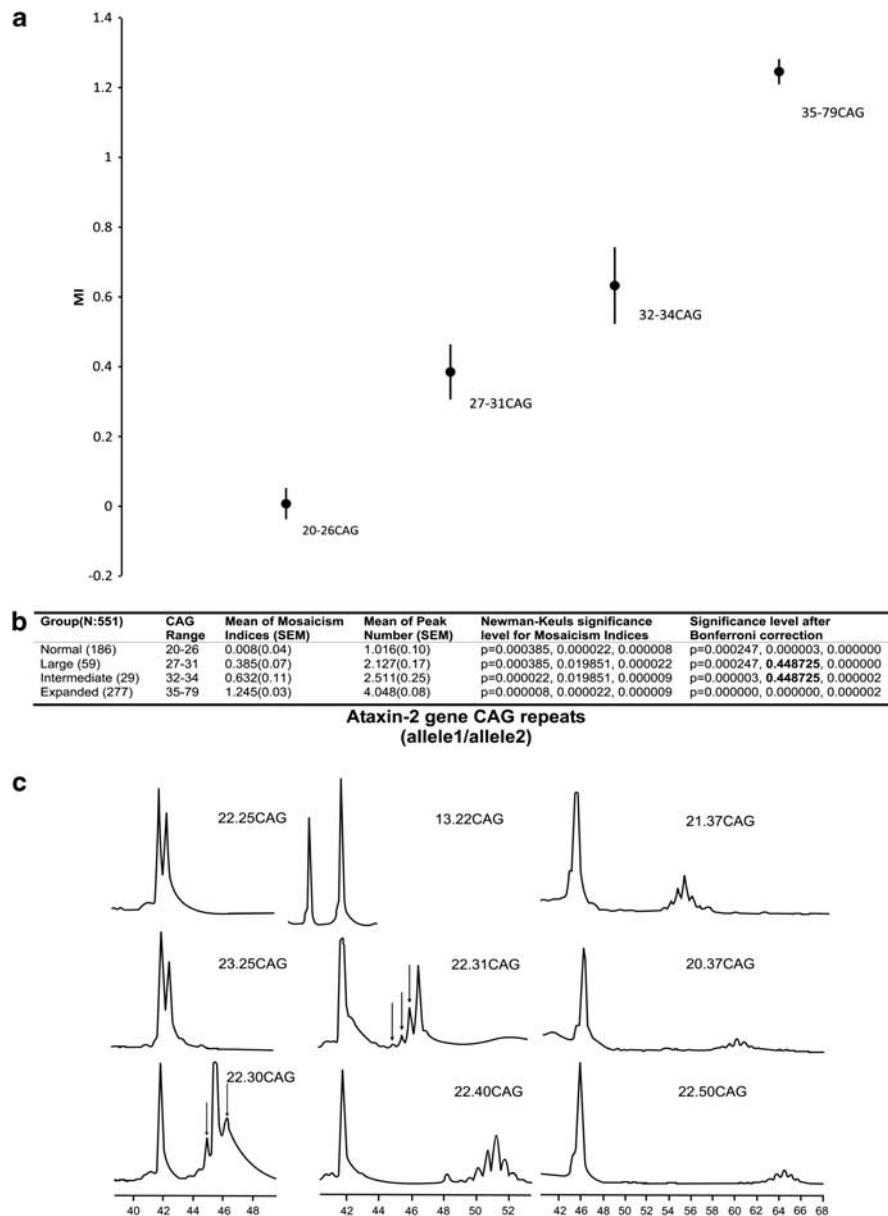 a
1.4
1.2
1
0.8
0.6
0.4
0.2
0
-0.2
MI
35-79CAG
32-34CAG
27-31CAG
20-26CAG
b
Group(N:551) CAG Range Mean of Mosaicism Indices (SEM) Mean of Peak Number (SEM) Newman-Keuls significance level for Mosaicism Indices Significance level after Bonferroni correction
Normal (186) 20-26 0.008(0.04) 1.016(0.10) p=0.000385, 0.000022, 0.000008 p=0.000247, 0.000003, 0.000000
Large (59) 27-31 0.385(0.07) 2.127(0.17) p=0.000385, 0.019851, 0.000022 p=0.000247, 0.448725, 0.000000
Intermediate (29) 32-34 0.632(0.11) 2.511(0.25) p=0.000022, 0.019851, 0.000009 p=0.000003, 0.448725, 0.000002
Expanded (277) 35-79 1.245(0.03) 4.048(0.08) p=0.000008, 0.000022, 0.000009 p=0.000000, 0.000000, 0.000002
Ataxin-2 gene CAG repeats
(allele1/allele2)
c
22.25CAG 13.22CAG 21.37CAG
23.25CAG 22.31CAG 20.37CAG
22.30CAG 22.40CAG 22.50CAG
40 42 44 46 48 42 44 46 48 50 52 42 46 48 50 52 54 56 58 60 62 64 66 68